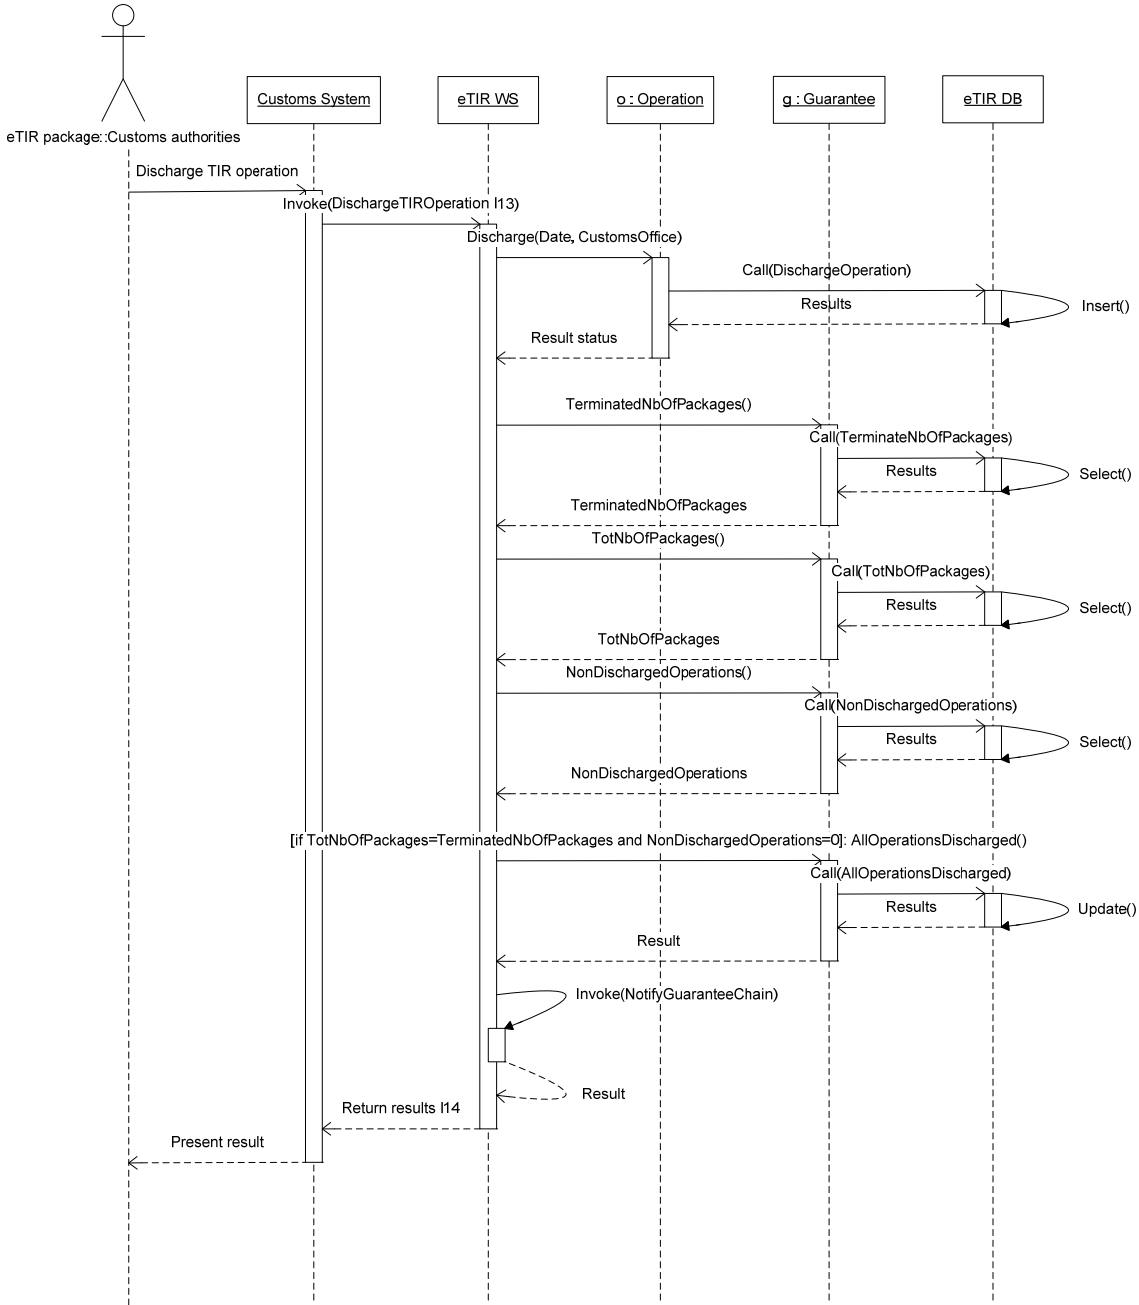 Customs System
eTIR WS
o : Operation
g : Guarantee
eTIR DB
eTIR package::Customs authorities
Discharge TIR operation
Invoke(DischargeTIROperation I13)
Discharge(Date, CustomsOffice)
Call(DischargeOperation)
Results
Insert()
Result status
TerminatedNbOfPackages()
Call(TerminateNbOfPackages)
Results
Select()
TerminatedNbOfPackages
TotNbOfPackages()
Call(TotNbOfPackages)
Results
Select()
TotNbOfPackages
NonDischargedOperations()
Call(NonDischargedOperations)
Results
Select()
NonDischargedOperations
[if TotNbOfPackages=TerminatedNbOfPackages and NonDischargedOperations=0]: AllOperationsDischarged()
Call(AllOperationsDischarged)
Results
Update()
Result
Invoke(NotifyGuaranteeChain)
Result
Return results I14
Present result